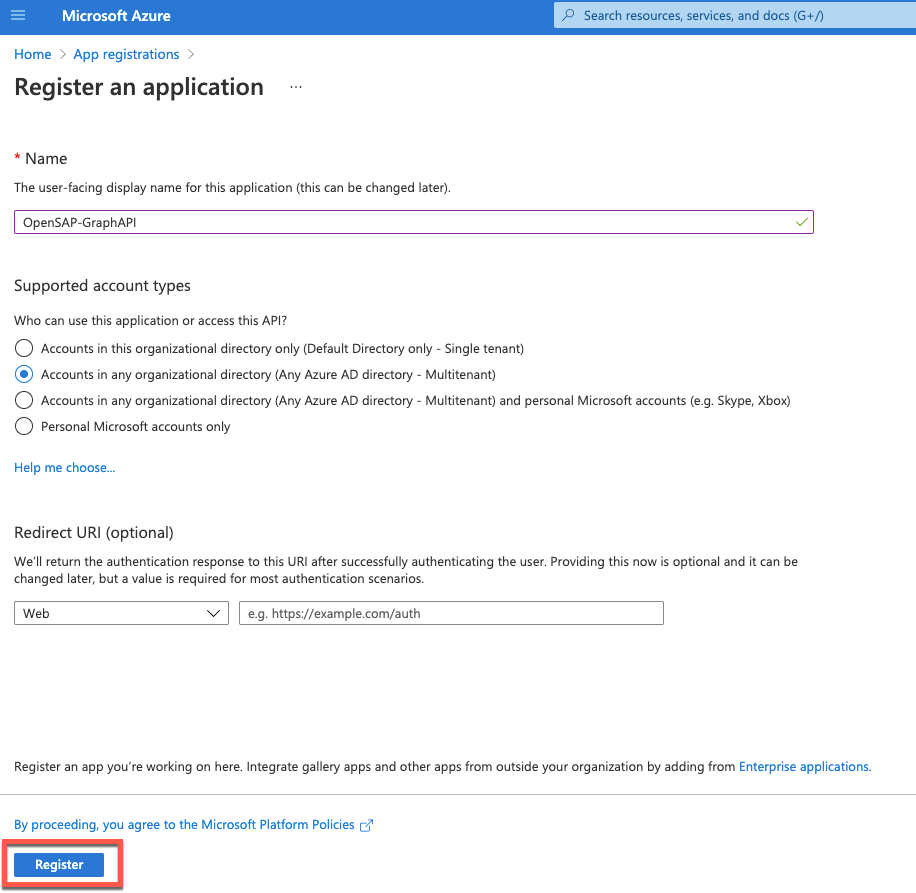 Microsoft Azure
Search resources, services, and docs (G+/)
Home > App registrations >
Register an application ...
* Name
The user-facing display name for this application (this can be changed later).
OpenSAP-GraphAPI
Supported account types
Who can use this application or access this API?
Accounts in this organizational directory only (Default Directory only - Single tenant)
Accounts in any organizational directory (Any Azure AD directory - Multitenant)
Accounts in any organizational directory (Any Azure AD directory - Multitenant) and personal Microsoft accounts (e.g. Skype, Xbox)
Personal Microsoft accounts only
Help me choose...
Redirect URI (optional)
We'll return the authentication response to this URI after successfully authenticating the user. Providing this now is optional and it can be
changed later, but a value is required for most authentication scenarios.
Web
e.g. https://example.com/auth
Register an app you're working on here. Integrate gallery apps and other apps from outside your organization by adding from Enterprise applications.
By proceeding, you agree to the Microsoft Platform Policies
Register